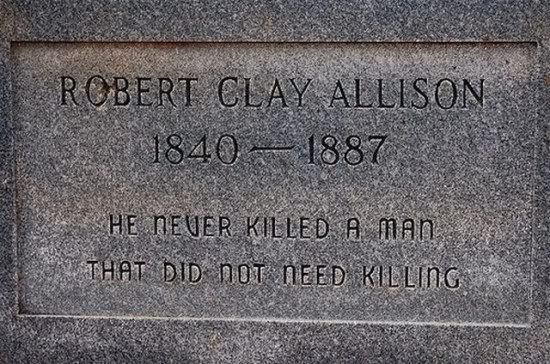 ROBERT CLAY ALLISON
1840 — 1887
HE NEVER KILLED A MAN
THAT DID NOT NEED KILLING